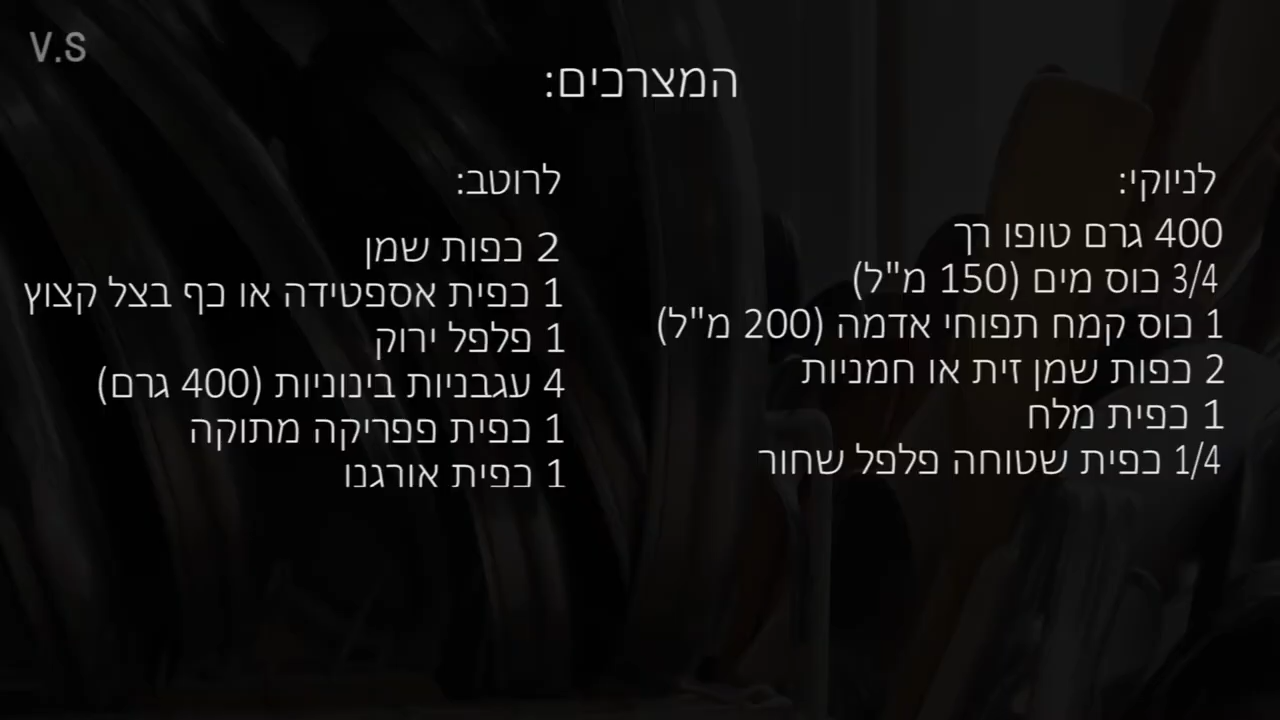 V.S
המצרכים:
לניוקי:
400 גרם טופו רך
3/4 כוס מים (150 מ"ל)
1 כוס קמח תפוחי אדמה (200 מ"ל)
2 כפות שמן זית או חמניות
1 כפית מלח
1/4 כפית שטוחה פלפל שחור
לרוטב:
2 כפות שמן
1 כפית אספטידה או כף בצל קצוץ
1 פלפל ירוק
4 עגבניות בינוניות (400 גרם)
1 כפית פפריקה מתוקה
1 כפית אורגנו